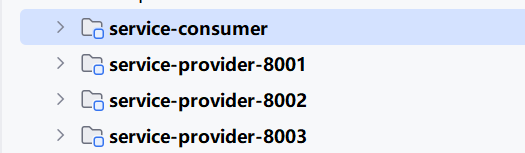 service-consumer
service-provider-8001
service-provider-8002
service-provider-8003